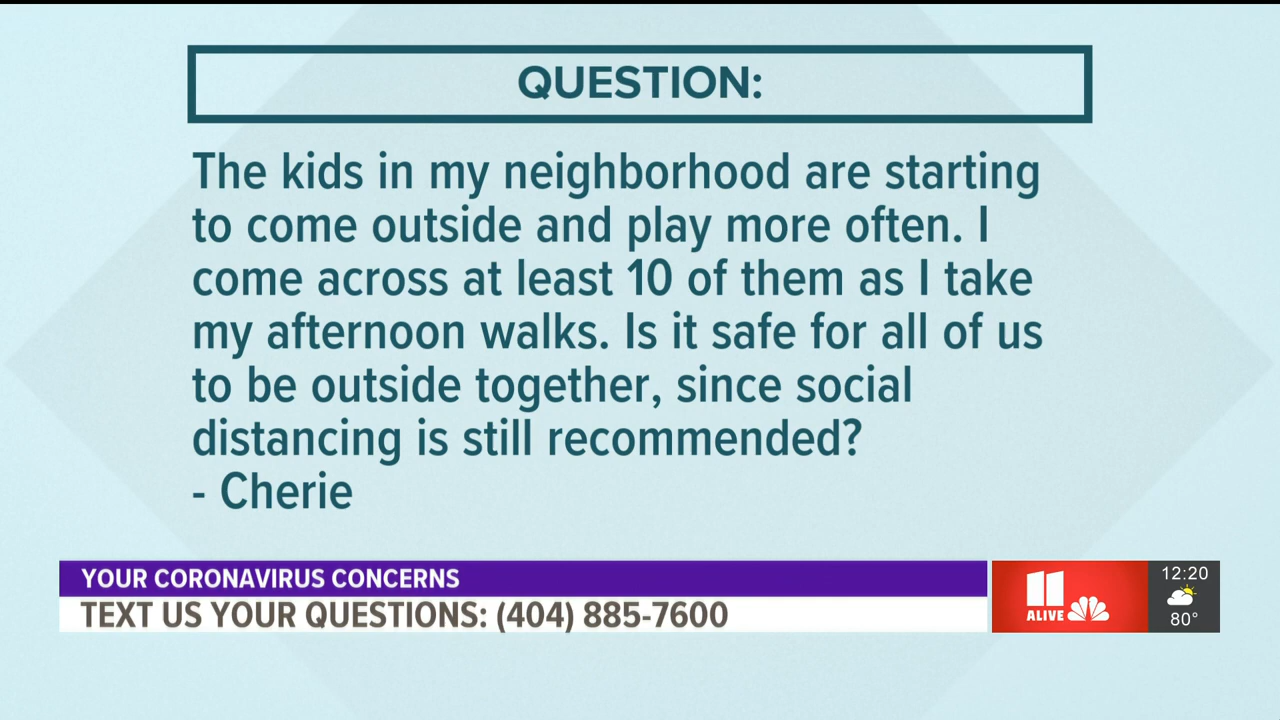 QUESTION:
The kids in my neighborhood are starting
to come outside and play more often. I
come across at least 10 of them as I take
my afternoon walks. Is it safe for all of us
to be outside together, since social
distancing is still recommended?
- Cherie
YOUR CORONAVIRUS CONCERNS
TEXT US YOUR QUESTIONS: (404) 885-7600
11
ALIVE
12:20
80°